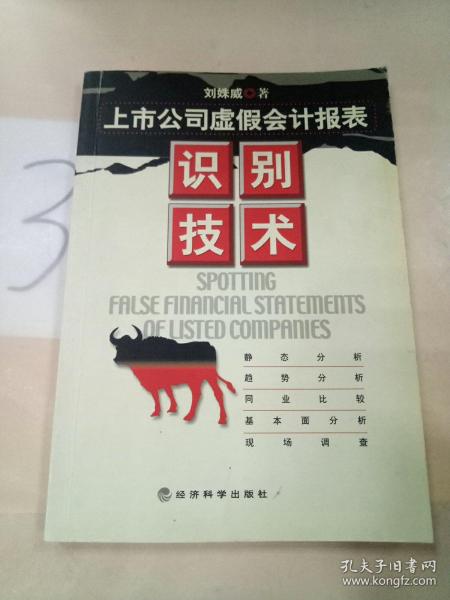 刘姝威 著
上市公司虚假会计报表
识别
技术
SPOTTING
FALSE FINANCIAL STATEMENTS
OF LISTED COMPANIES
静态分析
趋势分析
同业比较
基本面分析
现场调查
经济科学出版社
3
孔夫子旧书网
www.kongfz.com